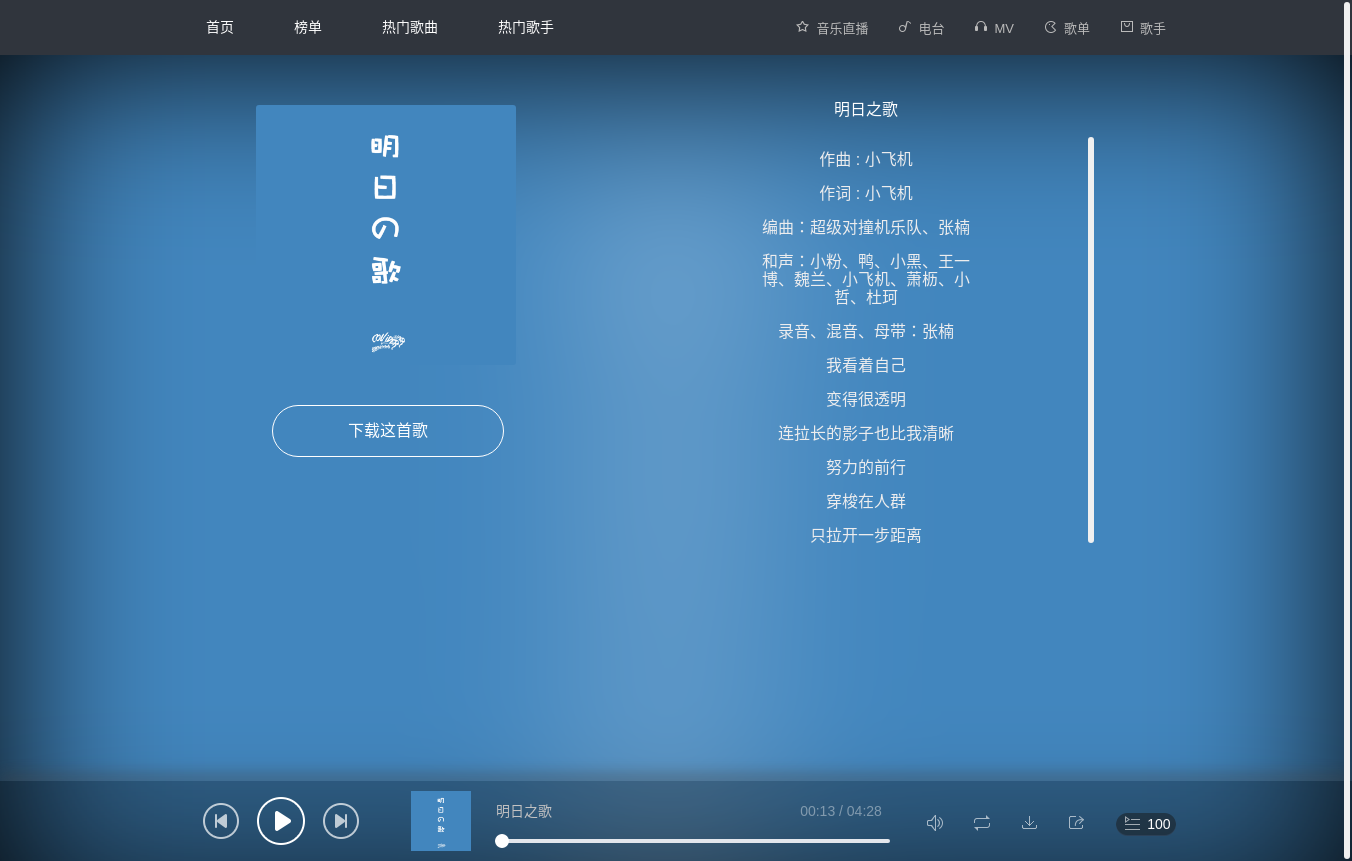 首页 榜单 热门歌曲 热门歌手 音乐直播 电台 MV 歌单 歌手
明
日
の
歌
下载这首歌
明日之歌
作曲 : 小飞机
作词 : 小飞机
编曲：超级对撞机乐队、张楠
和声：小粉、鸭、小黑、王一
博、魏兰、小飞机、萧枥、小
哲、杜珂
录音、混音、母带：张楠
我看着自己
变得很透明
连拉长的影子也比我清晰
努力的前行
穿梭在人群
只拉开一步距离
明
日
の
歌
明日之歌 00:13 / 04:28
100